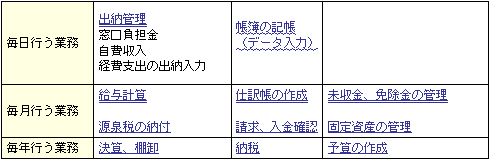 毎日行う業務
出納管理
窓口負担金
自費収入
経費支出の出納入力
帳簿の記帳
（データ入力）
毎月行う業務
給与計算
源泉税の納付
仕訳帳の作成
請求、入金確認
未収金、免除金の管理
固定資産の管理
毎年行う業務
決算、棚卸
納税
予算の作成